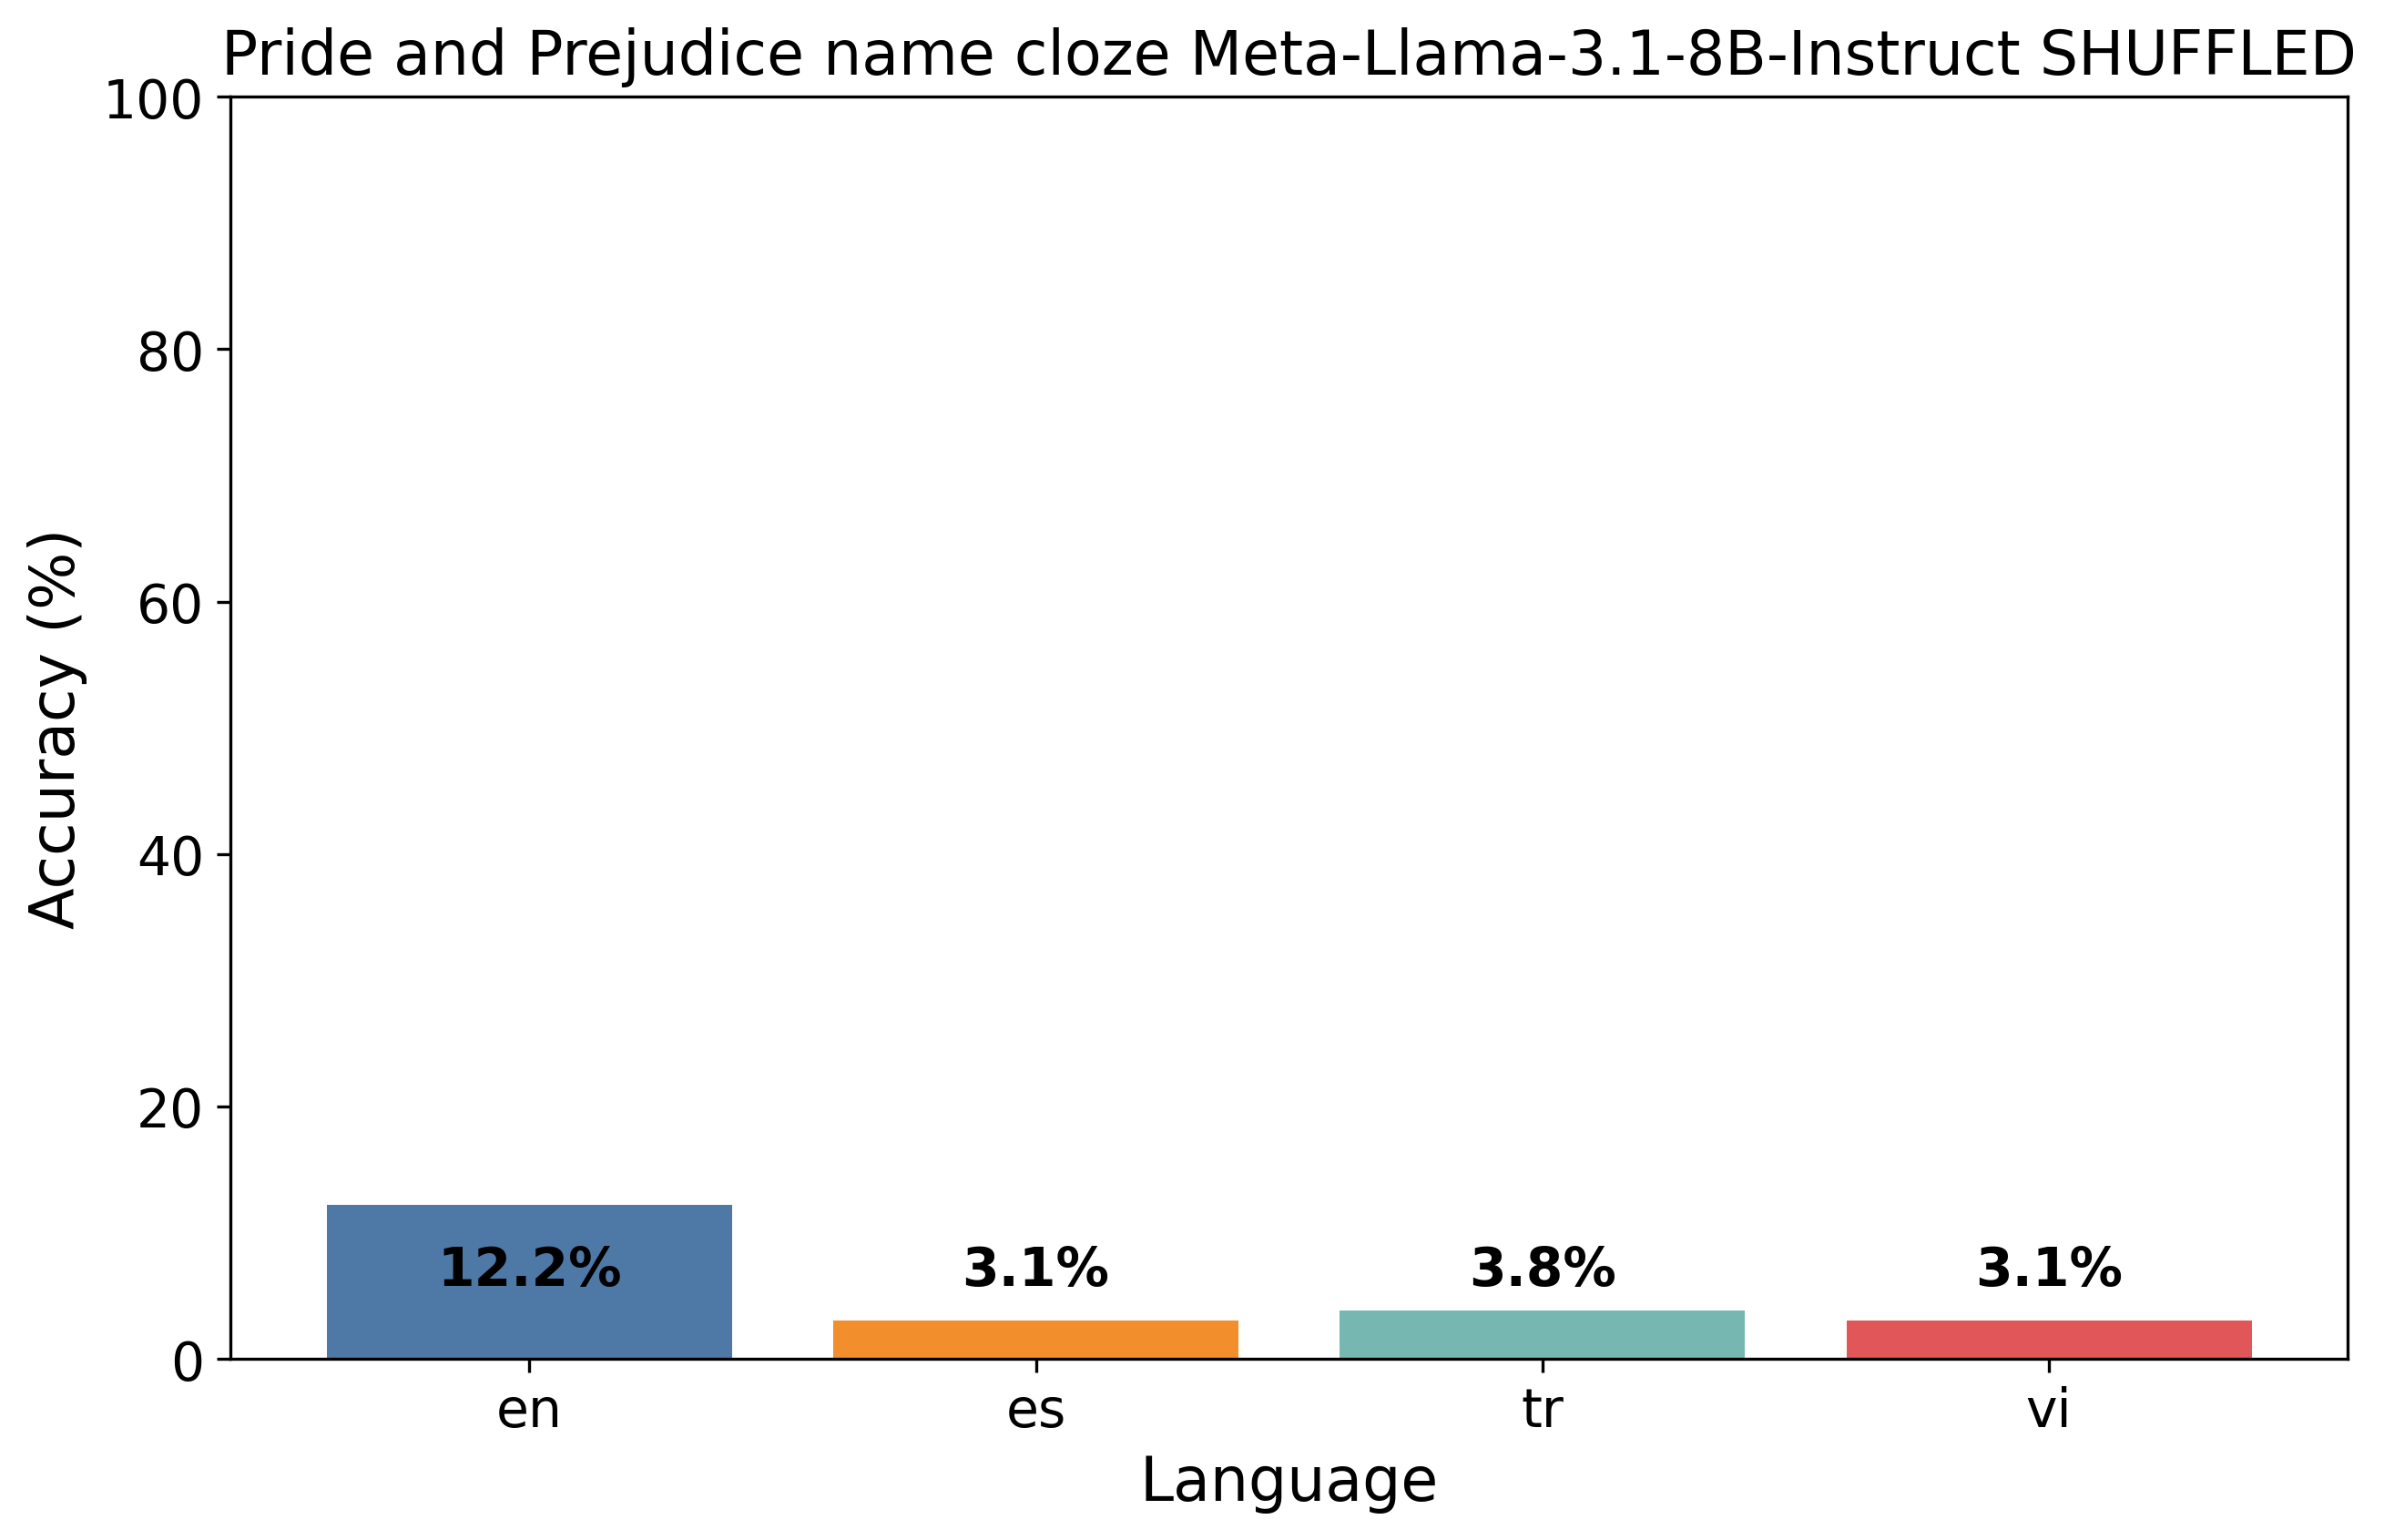 Pride and Prejudice name cloze Meta-Llama-3.1-8B-Instruct SHUFFLED
100
80
60
40
20
0
Accuracy (%)
12.2%
3.1%
3.8%
3.1%
en
es
tr
vi
Language